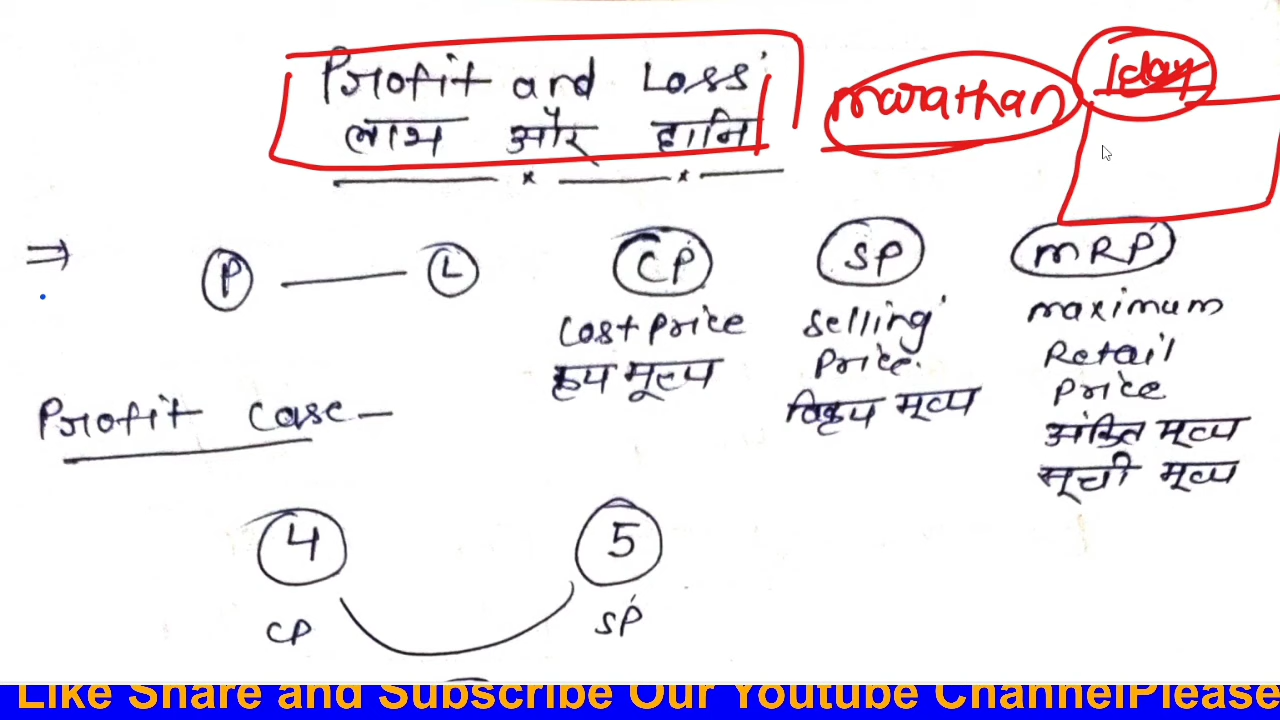 Profit and Loss
लाभ और हानि
marathan
1day
⇒ P — L CP SP MRP
Cost Price
क्रय मूल्य
Selling
Price.
विक्रय मूल्य
maximum
Retail
Price
अंकित मूल्य
सूची मूल्य
Profit Case —
4 5
CP SP
Like Share and Subscribe Our Youtube ChannelPlease